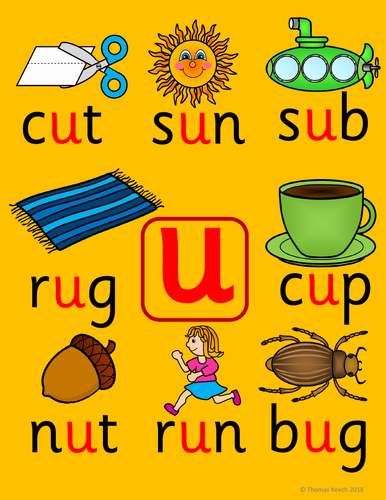 cut sun sub
rug u cup
nut run bug
© Thomas Keech 2018